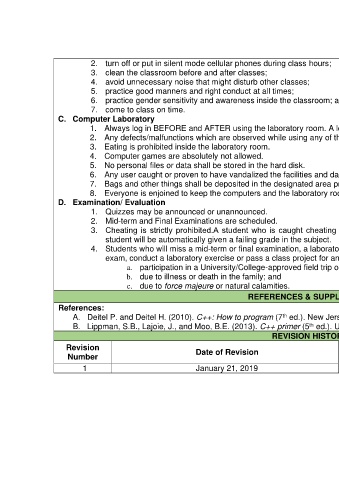 2. turn off or put in silent mode cellular phones during class hours;
3. clean the classroom before and after classes;
4. avoid unnecessary noise that might disturb other classes;
5. practice good manners and right conduct at all times;
6. practice gender sensitivity and awareness inside the classroom; a
7. come to class on time.
C. Computer Laboratory
1. Always log in BEFORE and AFTER using the laboratory room. A l
2. Any defects/malfunctions which are observed while using any of th
3. Eating is prohibited inside the laboratory room.
4. Computer games are absolutely not allowed.
5. No personal files or data shall be stored in the hard disk.
6. Any user caught or proven to have vandalized the facilities and da
7. Bags and other things shall be deposited in the designated area pr
8. Everyone is enjoined to keep the computers and the laboratory roo
D. Examination/ Evaluation
1. Quizzes may be announced or unannounced.
2. Mid-term and Final Examinations are scheduled.
3. Cheating is strictly prohibited.A student who is caught cheating
student will be automatically given a failing grade in the subject.
4. Students who will miss a mid-term or final examination, a laborato
exam, conduct a laboratory exercise or pass a class project for an
a. participation in a University/College-approved field trip o
b. due to illness or death in the family; and
c. due to force majeure or natural calamities.
REFERENCES & SUPPL
References:
A. Deitel P. and Deitel H. (2010). C++: How to program (7th ed.). New Jers
B. Lippman, S.B., Lajoie, J., and Moo, B.E. (2013). C++ primer (5th ed.). U
REVISION HISTOR
Revision Number Date of Revision
1 January 21, 2019